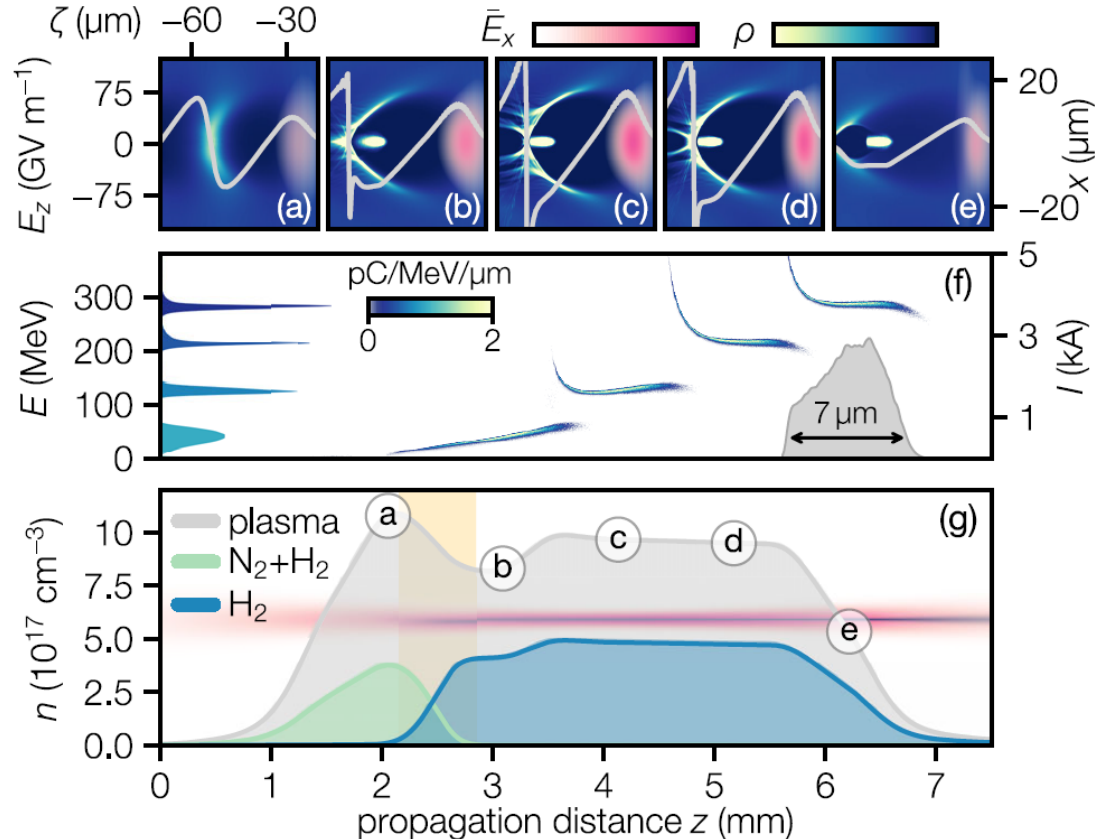 ζ (μm) −60 −30 Ēx ρ
Ez (GV m⁻¹) 75 0 −75
(a) (b) (c) (d) (e)
20 0 −20 x (μm)
pC/MeV/μm
0 2
(f)
E (MeV) 300 200 100 0
5 3 1 I (kA)
7 μm
(g)
plasma
N₂+H₂
H₂
a b c d e
n (10¹⁷ cm⁻³) 10 7.5 5.0 2.5 0.0
0 1 2 3 4 5 6 7
propagation distance z (mm)